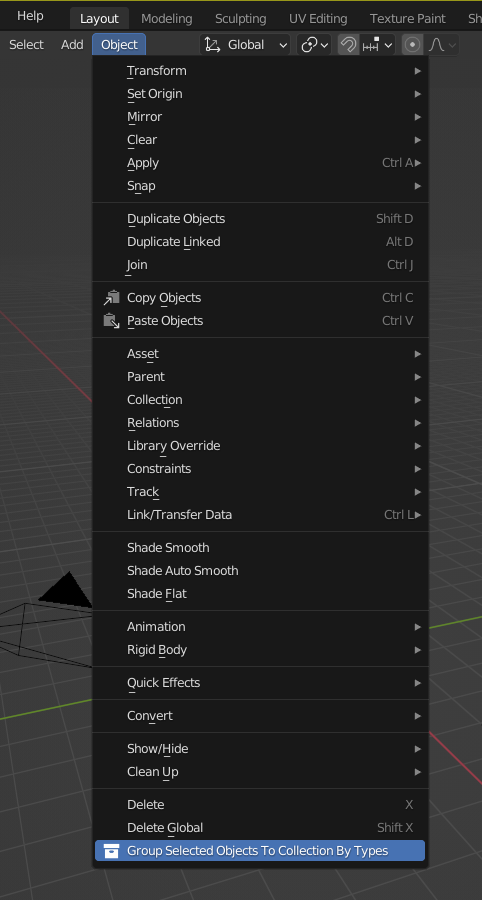 Help Layout Modeling Sculpting UV Editing Texture Paint Sh
Select Add Object Global
Transform
Set Origin
Mirror
Clear
Apply Ctrl A
Snap
Duplicate Objects Shift D
Duplicate Linked Alt D
Join Ctrl J
Copy Objects Ctrl C
Paste Objects Ctrl V
Asset
Parent
Collection
Relations
Library Override
Constraints
Track
Link/Transfer Data Ctrl L
Shade Smooth
Shade Auto Smooth
Shade Flat
Animation
Rigid Body
Quick Effects
Convert
Show/Hide
Clean Up
Delete X
Delete Global Shift X
Group Selected Objects To Collection By Types